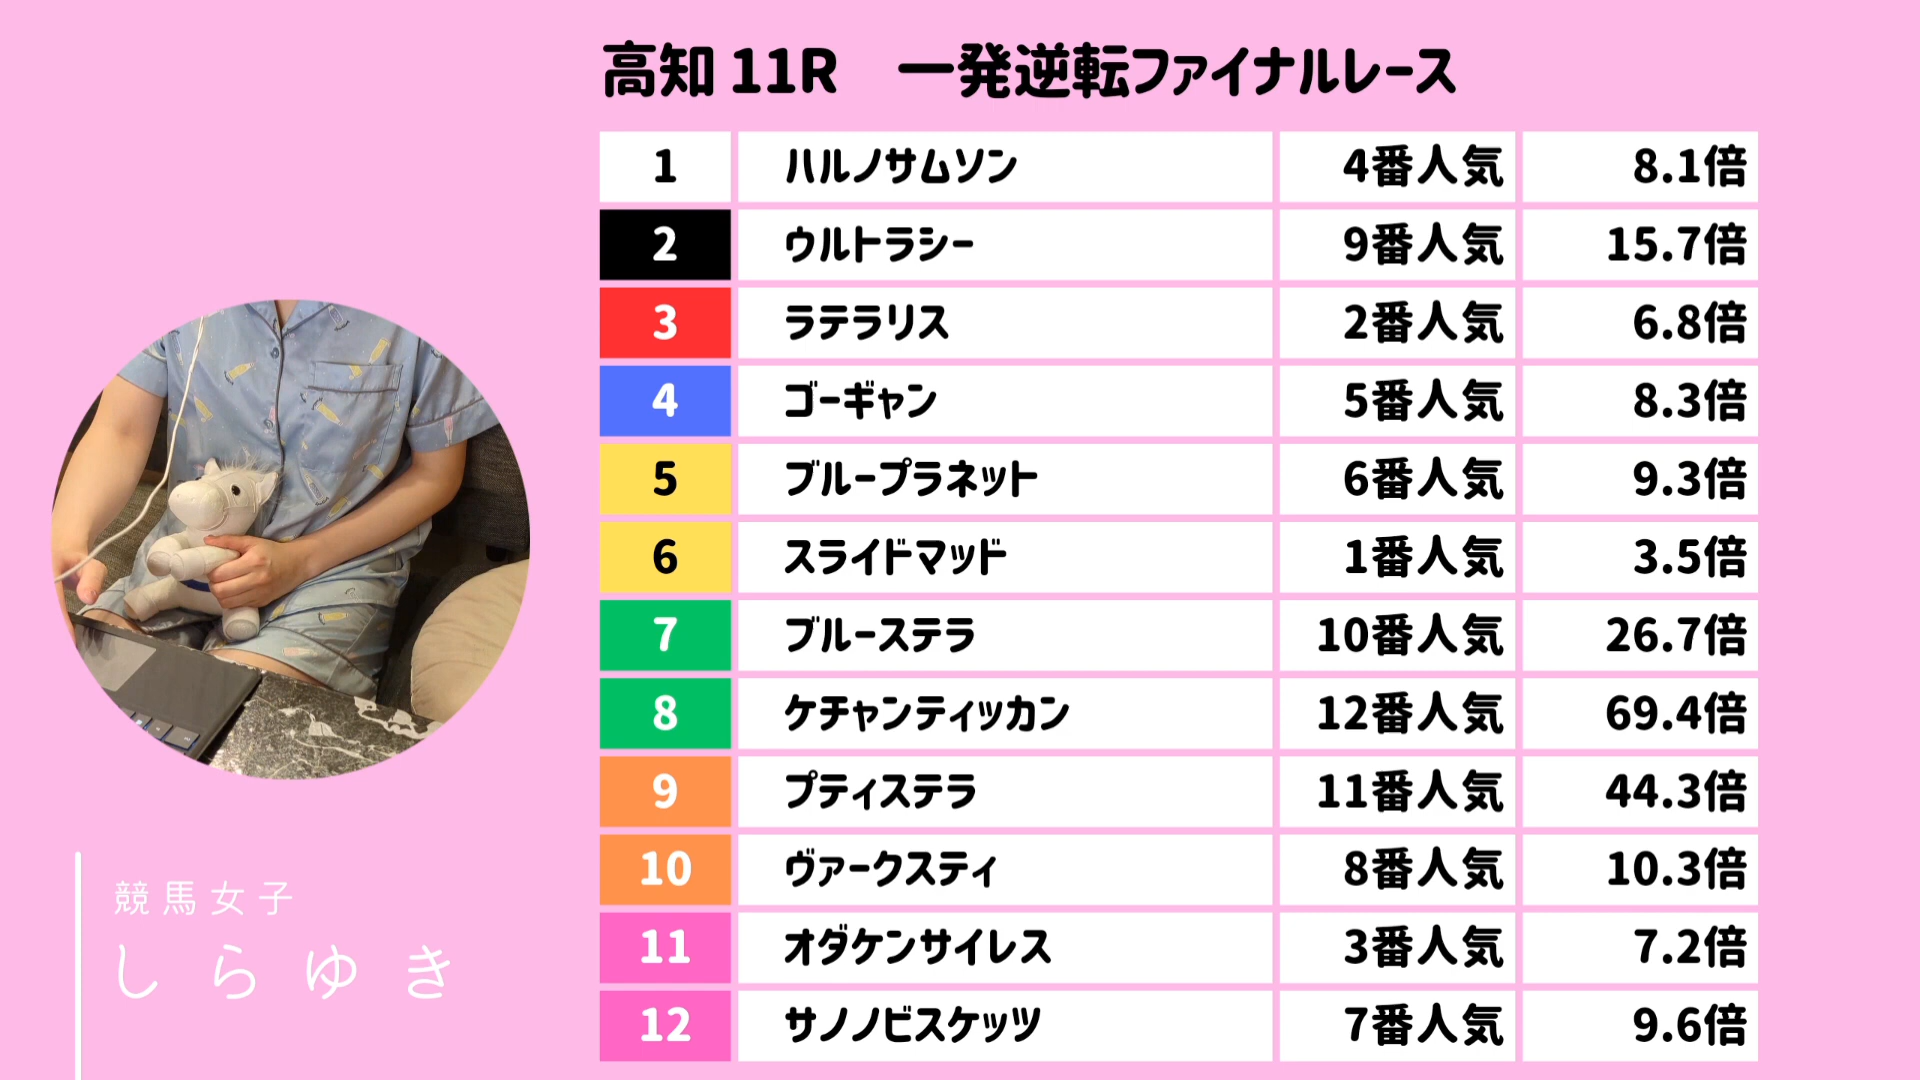 高知 11R 一発逆転ファイナルレース
1 ハルノサムソン 4番人気 8.1倍
2 ウルトラシー 9番人気 15.7倍
3 ラテラリス 2番人気 6.8倍
4 ゴーギャン 5番人気 8.3倍
5 ブループラネット 6番人気 9.3倍
6 スライドマッド 1番人気 3.5倍
7 ブルーステラ 10番人気 26.7倍
8 ケチャンティッカン 12番人気 69.4倍
9 プティステラ 11番人気 44.3倍
10 ヴァークスティ 8番人気 10.3倍
11 オダケンサイレス 3番人気 7.2倍
12 サノノビスケッツ 7番人気 9.6倍
競馬女子
しらゆき